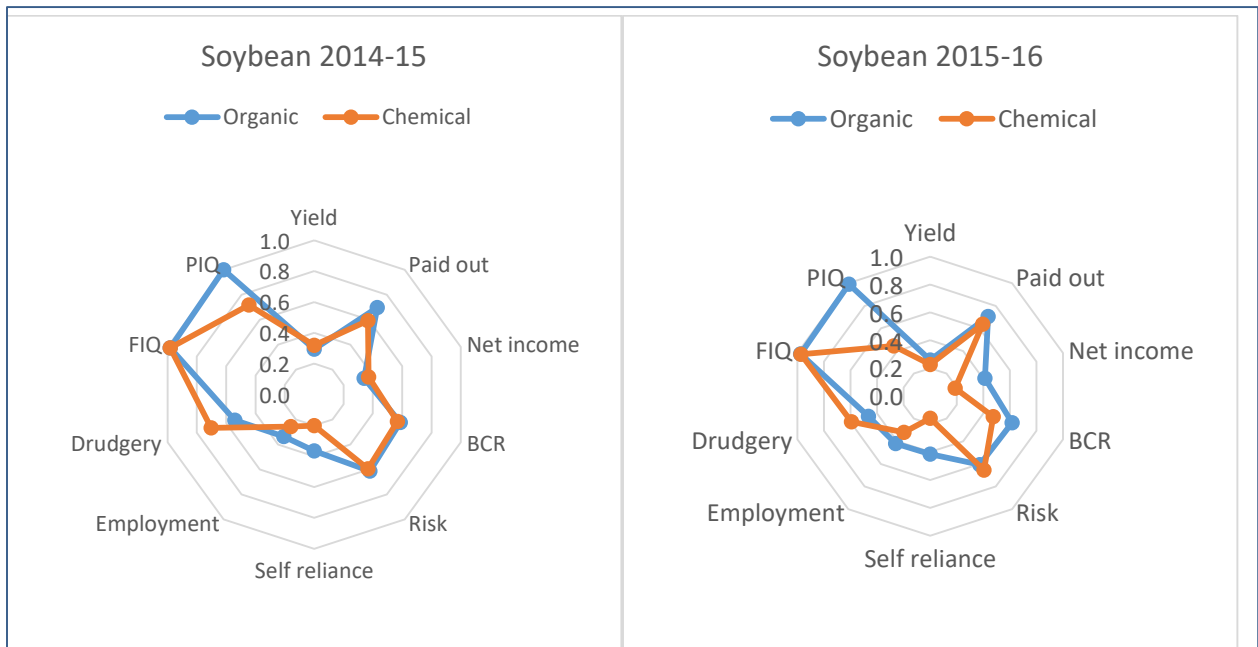 Soybean 2014-15
Organic Chemical
Yield
1.0
PIQ 0.8 Paid out
0.6
0.4
FIQ 0.2 Net income
0.0
Drudgery BCR
Employment Risk
Self reliance
Soybean 2015-16
Organic Chemical
Yield
1.0
PIQ 0.8 Paid out
0.6
0.4
FIQ 0.2 Net income
0.0
Drudgery BCR
Employment Risk
Self reliance